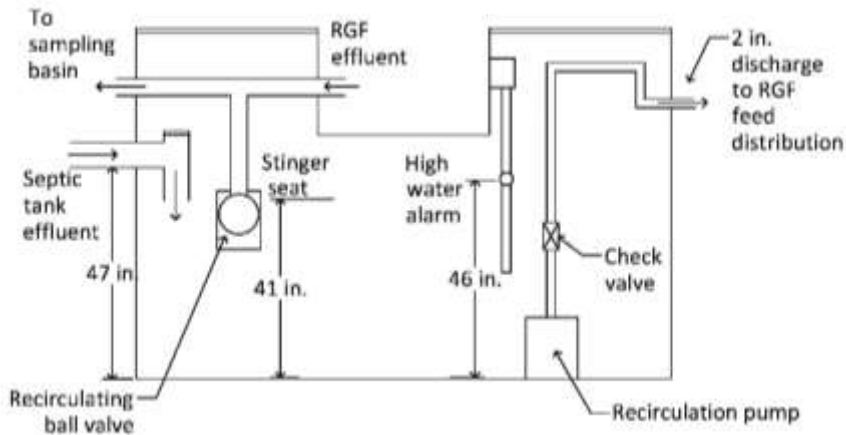 To
sampling
basin
RGF
effluent
2 in.
discharge
to RGF
feed
distribution
Septic
tank
effluent
Stinger
seat
High
water
alarm
47 in.
41 in.
46 in.
Check
valve
Recirculating
ball valve
Recirculation pump